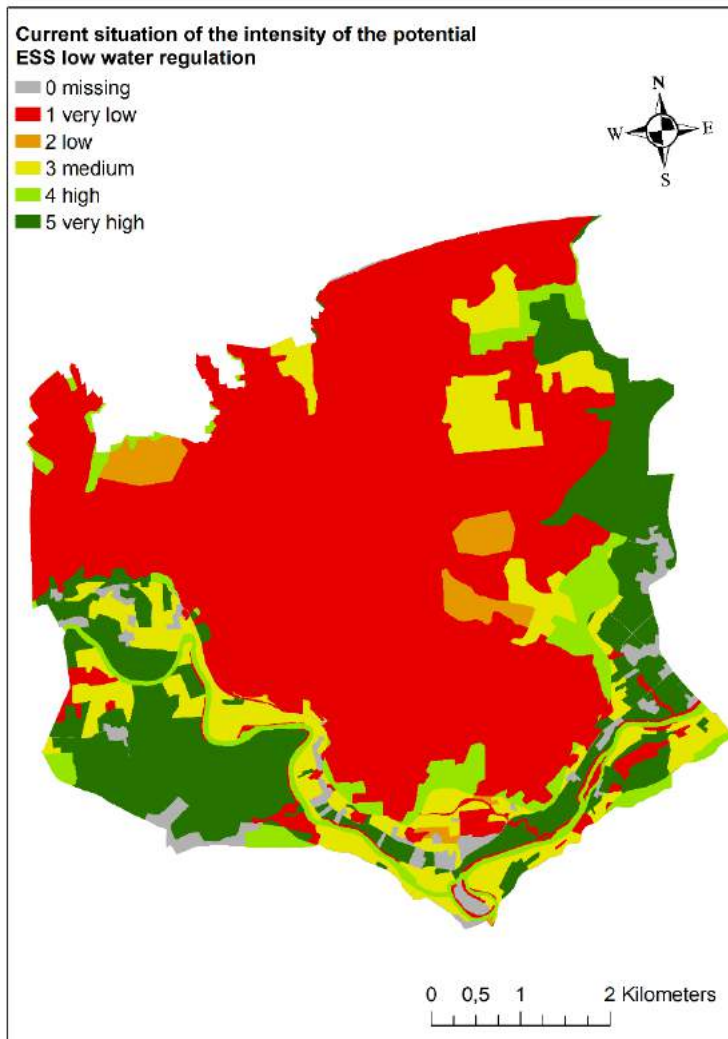 Current situation of the intensity of the potential
ESS low water regulation
0 missing
1 very low
2 low
3 medium
4 high
5 very high
N
W E
S
0 0,5 1 2 Kilometers